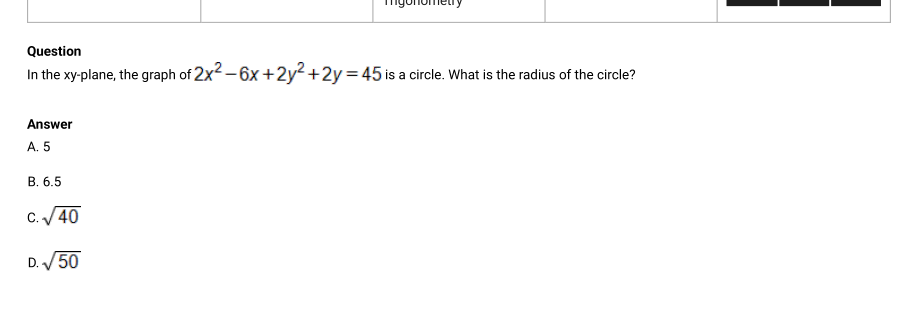 Trigonometry
Question
In the xy-plane, the graph of 2x² − 6x + 2y² + 2y = 45 is a circle. What is the radius of the circle?
Answer
A. 5
B. 6.5
C. √40
D. √50